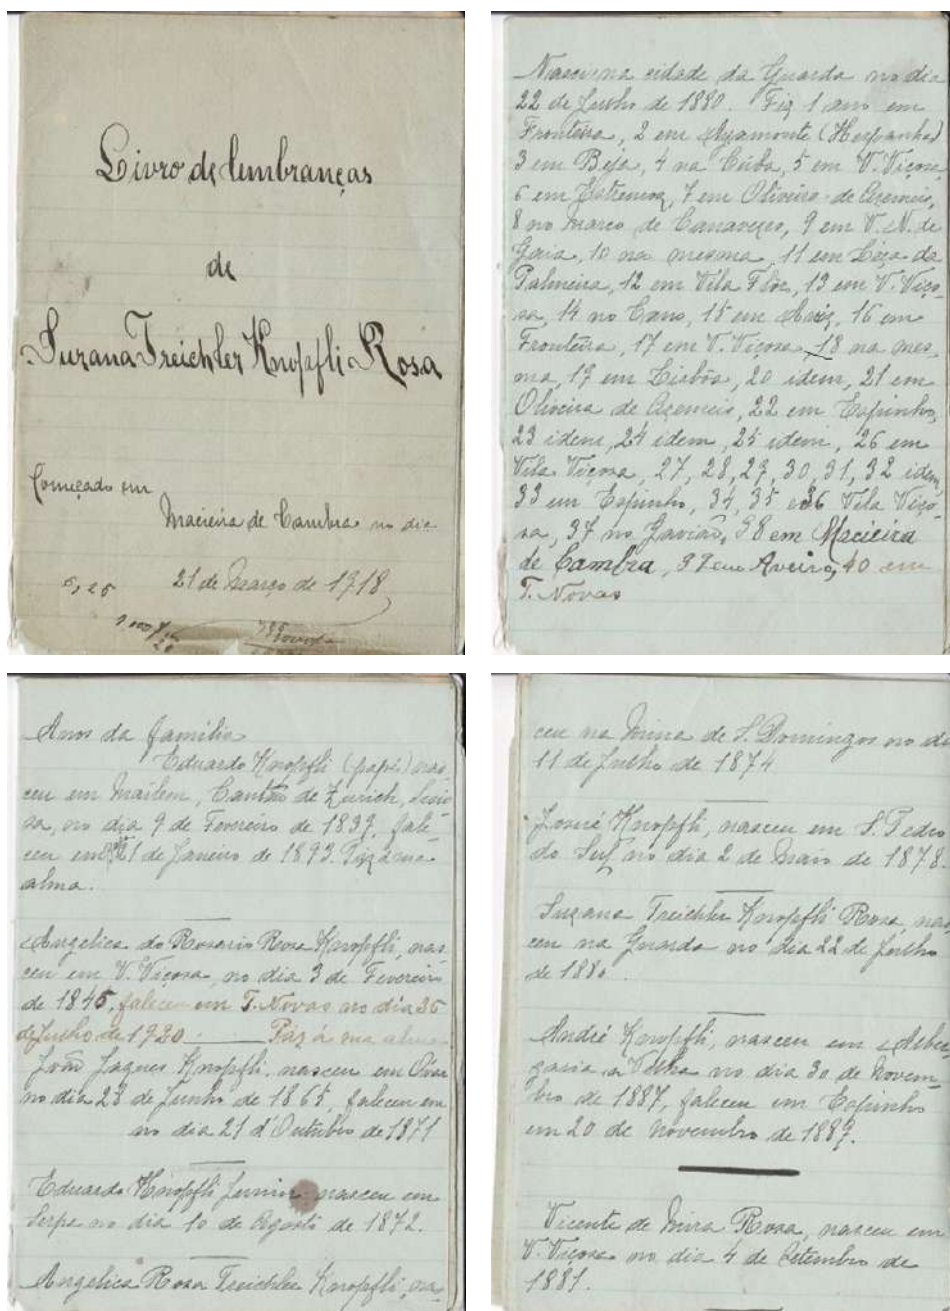 Livro de lembranças
de
Suzana Treichler Knopfli Rosa
Começado em
Macieira de Cambra no dia
21 de Março de 1918
5,25
Nasci na cidade da Guarda no dia
22 de Julho de 1880. Fiz 1 ano em
Fronteira, 2 em Ayamonte (Hespanha)
3 em Beja, 4 na Cuba, 5 em V. Viçosa
6 em Estremoz, 7 em Oliveira de Azemeis,
8 no Marco de Canavezes, 9 em V. N. de
Gaia, 10 na mesma, 11 em Leça da
Palmeira, 12 em Vila Flôr, 13 em V. Viço-
sa, 14 no Cano, 15 em Aviz, 16 em
Fronteira, 17 em V. Viçosa, 18 na mes-
ma, 19 em Lisbôa, 20 idem, 21 em
Oliveira de Azemeis, 22 em Espinho,
23 idem, 24 idem, 25 idem, 26 em
Vila Viçosa, 27, 28, 29, 30, 31, 32 idem
33 em Espinho, 34, 35 e 36 Vila Viço-
sa, 37 no Gavião, 38 em Macieira
de Cambra, 39 em Aveiro, 40 em
T. Novas
Anos da família
Eduardo Knopfli (papá) nas-
ceu em Cantão de Zurich, Suis-
sa, no dia 9 de Fevereiro de 1839, fale-
ceu em 21 de Janeiro de 1893.
alma.
Angelica do Rosario Rosa Knopfli, nas-
ceu em V. Viçosa, no dia 3 de Fevereiro
de 1845, faleceu em T. Novas no dia
de Julho de 1920 Paz á sua alma
João Jaques Knopfli, nasceu em Ovar
no dia 23 de Junho de 1865, faleceu em
no dia 21 d'Outubro de 1871
Eduardo Knopfli Junior nasceu em
Serpa no dia 10 de Agosto de 1872.
Angelica Rosa Treichler Knopfli, nas-
ceu na Mina de S. Domingos no dia
11 de Julho de 1874
Josué Knopfli, nasceu em S. Pedro
do Sul no dia 2 de Maio de 1878.
Suzana Treichler Knopfli Rosa, nas-
ceu na Guarda no dia 22 de Julho
de 1880.
André Knopfli, nasceu em Alber-
garia a Velha no dia 30 de Novem-
bro de 1887, faleceu em Espinho
em 20 de Novembro de 1889.
Vicente de Mira Rosa, nasceu em
V. Viçosa no dia 4 de Setembro de
1881.